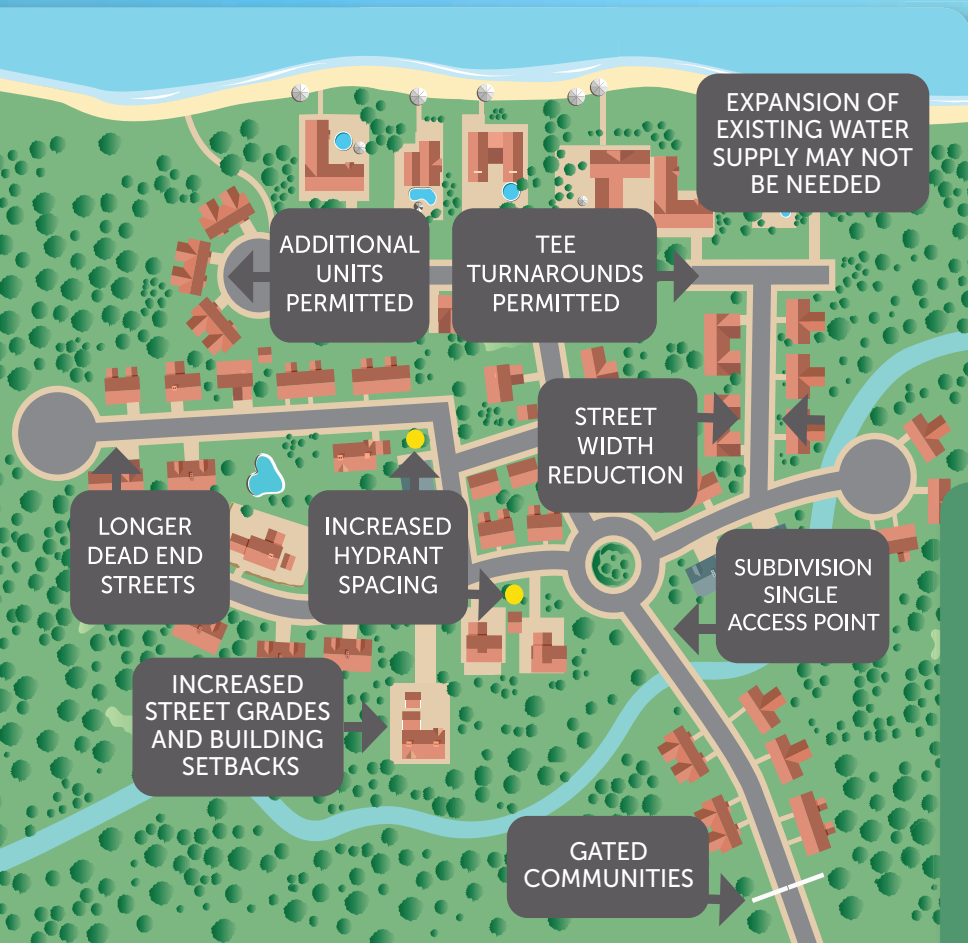 EXPANSION OF
EXISTING WATER
SUPPLY MAY NOT
BE NEEDED
ADDITIONAL
UNITS
PERMITTED
TEE
TURNAROUNDS
PERMITTED
STREET
WIDTH
REDUCTION
LONGER
DEAD END
STREETS
INCREASED
HYDRANT
SPACING
SUBDIVISION
SINGLE
ACCESS POINT
INCREASED
STREET GRADES
AND BUILDING
SETBACKS
GATED
COMMUNITIES